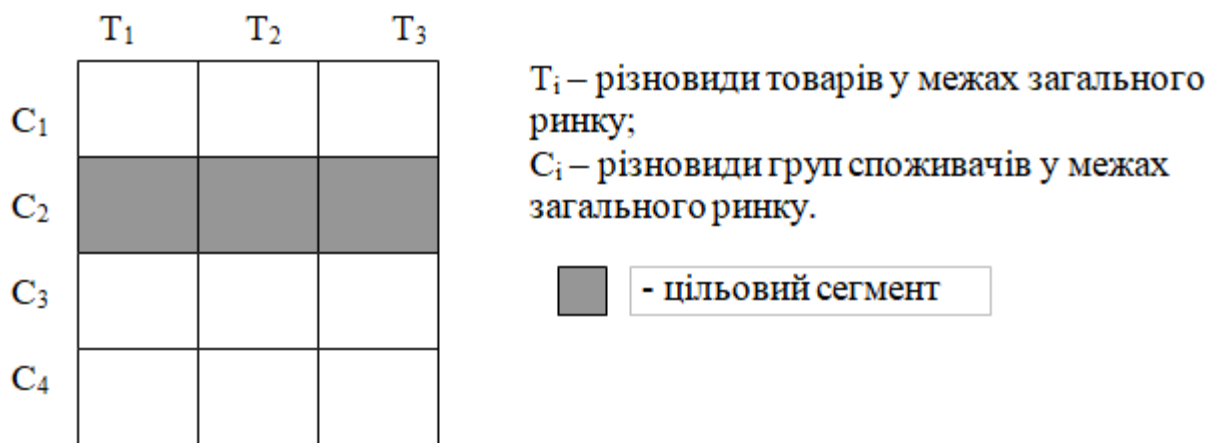 T₁ T₂ T₃
C₁
C₂
C₃
C₄
Tᵢ – різновиди товарів у межах загального
ринку;
Cᵢ – різновиди груп споживачів у межах
загального ринку.
- цільовий сегмент